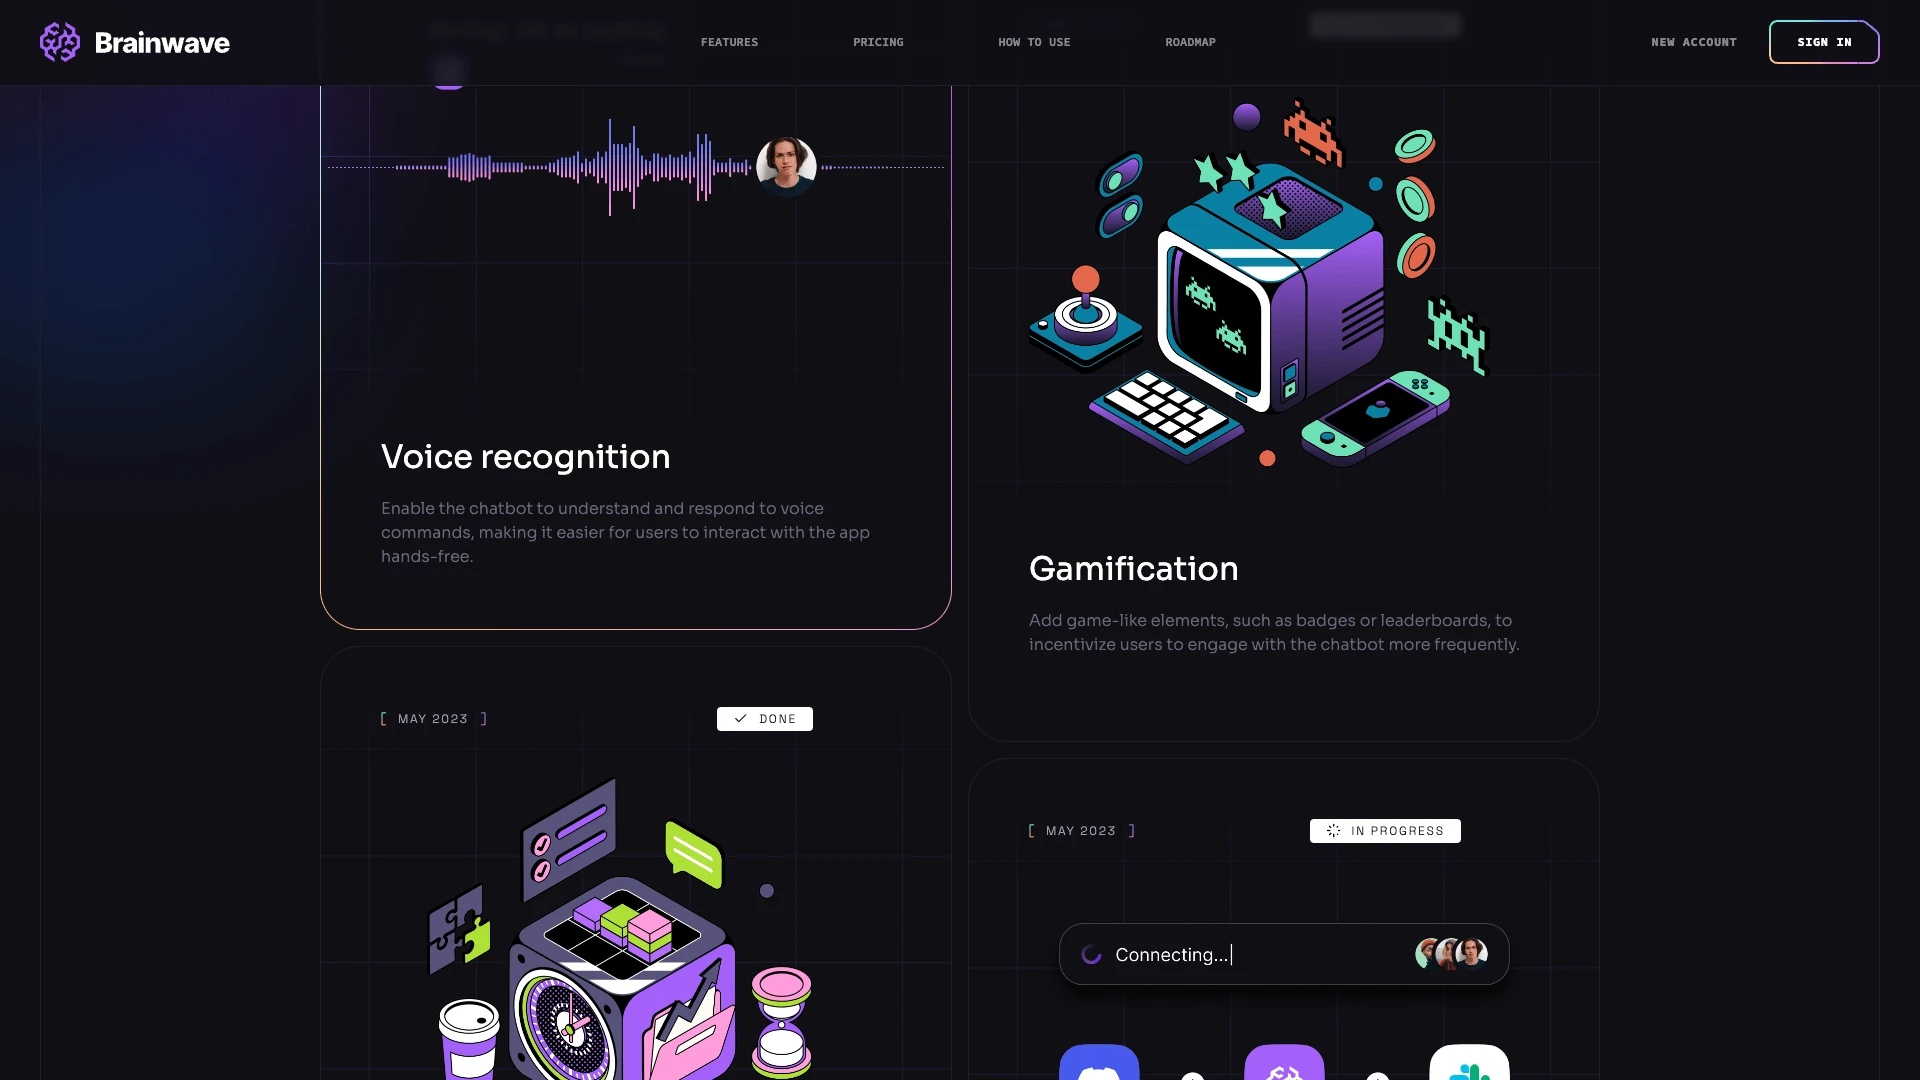 Brainwave
FEATURES
PRICING
HOW TO USE
ROADMAP
NEW ACCOUNT
SIGN IN
Voice recognition
Enable the chatbot to understand and respond to voice
commands, making it easier for users to interact with the app
hands-free.
Gamification
Add game-like elements, such as badges or leaderboards, to
incentivize users to engage with the chatbot more frequently.
[ MAY 2023 ]
DONE
[ MAY 2023 ]
IN PROGRESS
Connecting...|